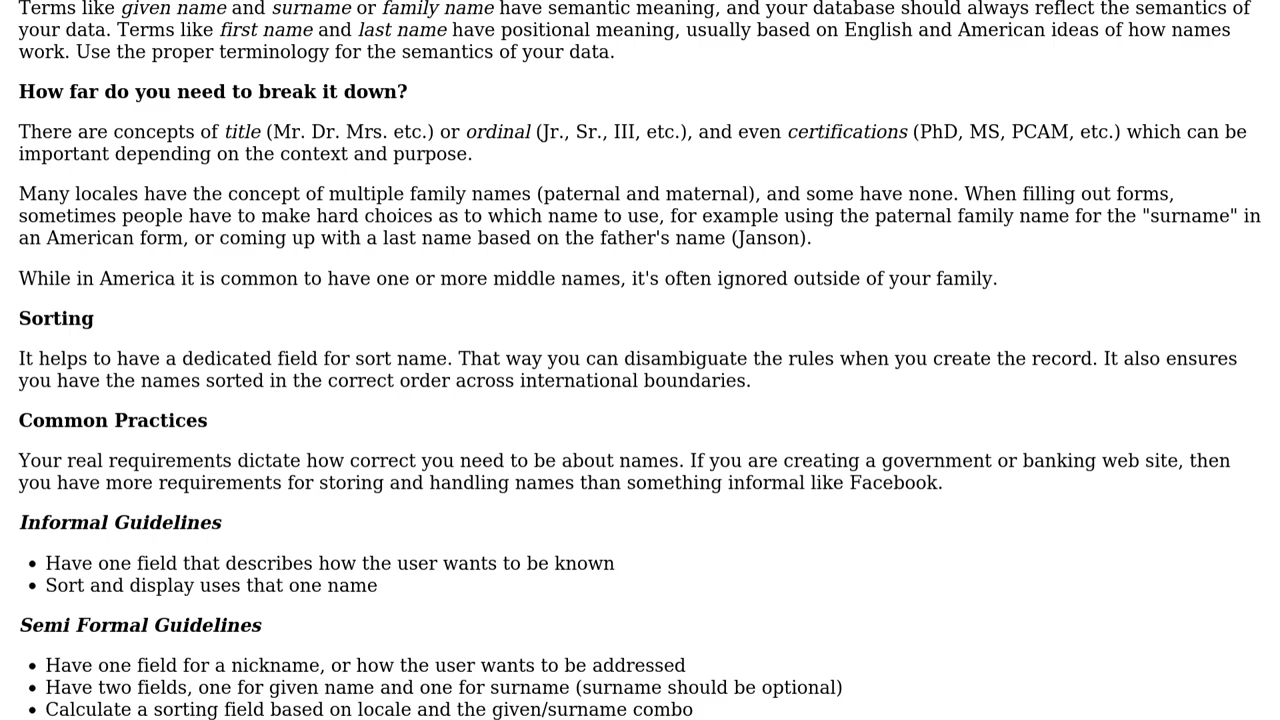 Terms like given name and surname or family name have semantic meaning, and your database should always reflect the semantics of
your data. Terms like first name and last name have positional meaning, usually based on English and American ideas of how names
work. Use the proper terminology for the semantics of your data.
How far do you need to break it down?
There are concepts of title (Mr. Dr. Mrs. etc.) or ordinal (Jr., Sr., III, etc.), and even certifications (PhD, MS, PCAM, etc.) which can be
important depending on the context and purpose.
Many locales have the concept of multiple family names (paternal and maternal), and some have none. When filling out forms,
sometimes people have to make hard choices as to which name to use, for example using the paternal family name for the "surname" in
an American form, or coming up with a last name based on the father's name (Janson).
While in America it is common to have one or more middle names, it's often ignored outside of your family.
Sorting
It helps to have a dedicated field for sort name. That way you can disambiguate the rules when you create the record. It also ensures
you have the names sorted in the correct order across international boundaries.
Common Practices
Your real requirements dictate how correct you need to be about names. If you are creating a government or banking web site, then
you have more requirements for storing and handling names than something informal like Facebook.
Informal Guidelines
• Have one field that describes how the user wants to be known
• Sort and display uses that one name
Semi Formal Guidelines
• Have one field for a nickname, or how the user wants to be addressed
• Have two fields, one for given name and one for surname (surname should be optional)
• Calculate a sorting field based on locale and the given/surname combo